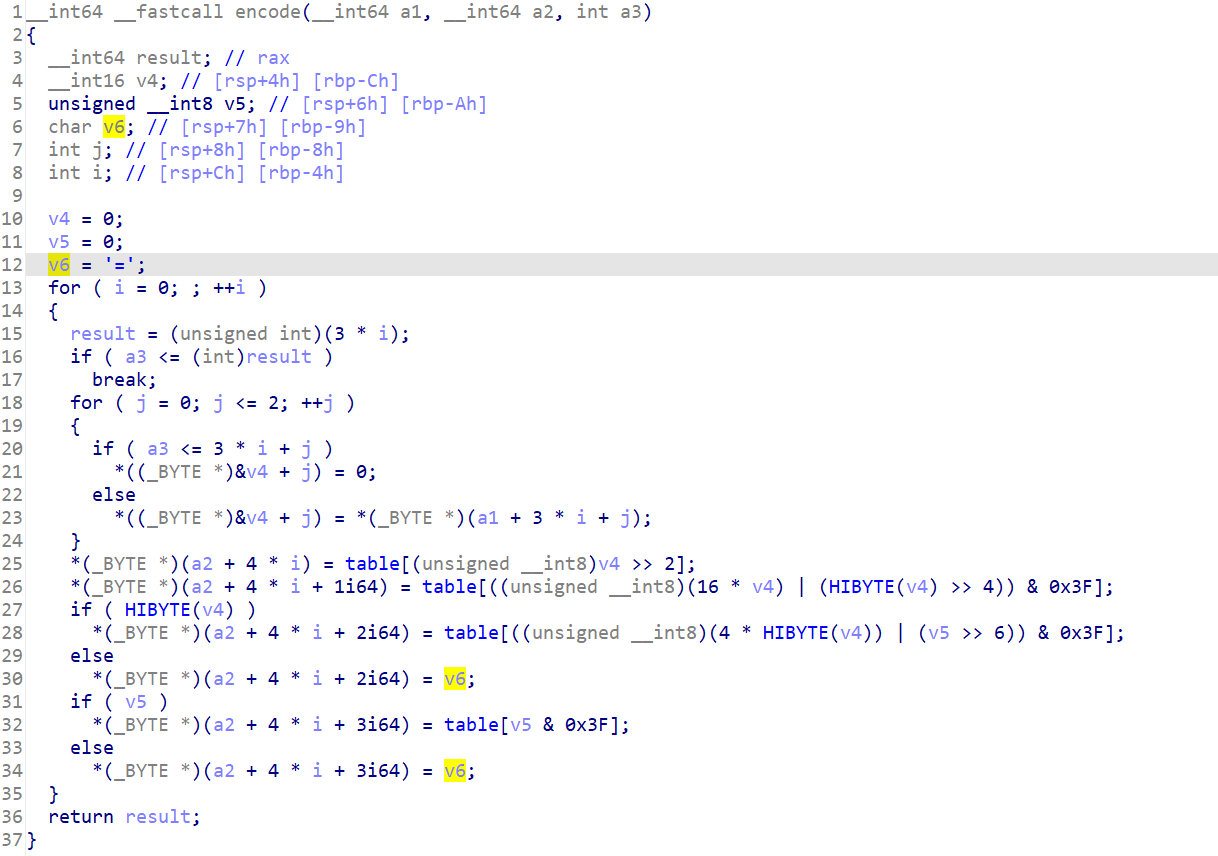 1 __int64 __fastcall encode(__int64 a1, __int64 a2, int a3)
2 {
3   __int64 result; // rax
4   __int16 v4; // [rsp+4h] [rbp-Ch]
5   unsigned __int8 v5; // [rsp+6h] [rbp-Ah]
6   char v6; // [rsp+7h] [rbp-9h]
7   int j; // [rsp+8h] [rbp-8h]
8   int i; // [rsp+Ch] [rbp-4h]
9
10   v4 = 0;
11   v5 = 0;
12   v6 = '=';
13   for ( i = 0; ; ++i )
14   {
15     result = (unsigned int)(3 * i);
16     if ( a3 <= (int)result )
17       break;
18     for ( j = 0; j <= 2; ++j )
19     {
20       if ( a3 <= 3 * i + j )
21         *((_BYTE *)&v4 + j) = 0;
22       else
23         *((_BYTE *)&v4 + j) = *(_BYTE *)(a1 + 3 * i + j);
24     }
25     *(_BYTE *)(a2 + 4 * i) = table[(unsigned __int8)v4 >> 2];
26     *(_BYTE *)(a2 + 4 * i + 1i64) = table[((unsigned __int8)(16 * v4) | (HIBYTE(v4) >> 4)) & 0x3F];
27     if ( HIBYTE(v4) )
28       *(_BYTE *)(a2 + 4 * i + 2i64) = table[((unsigned __int8)(4 * HIBYTE(v4)) | (v5 >> 6)) & 0x3F];
29     else
30       *(_BYTE *)(a2 + 4 * i + 2i64) = v6;
31     if ( v5 )
32       *(_BYTE *)(a2 + 4 * i + 3i64) = table[v5 & 0x3F];
33     else
34       *(_BYTE *)(a2 + 4 * i + 3i64) = v6;
35   }
36   return result;
37 }